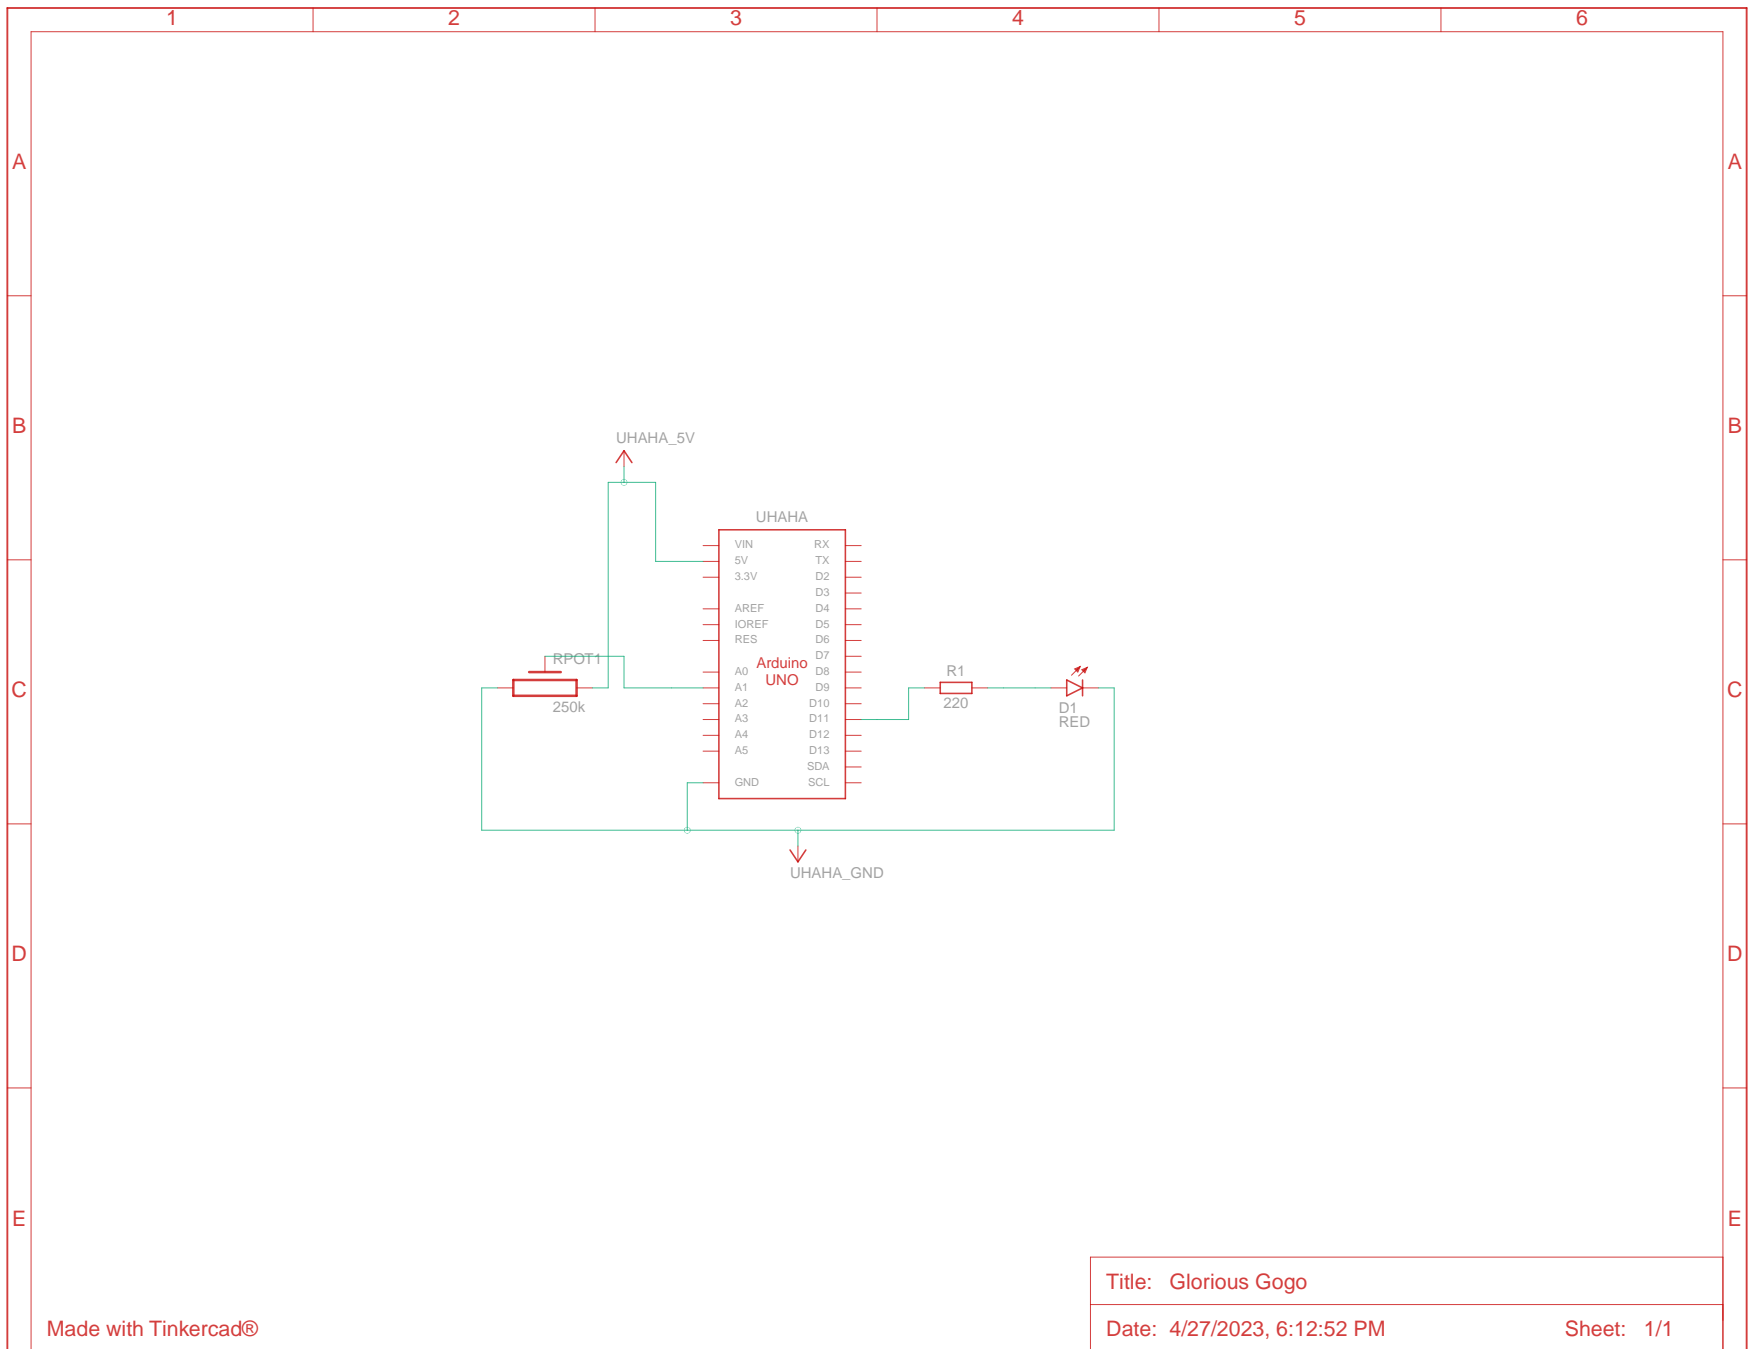 1 2 3 4 5 6
A A
B B
UHAHA_5V
UHAHA
VIN RX
5V TX
3.3V D2
D3
AREF D4
IOREF D5
RES D6
D7
RPOT1
A0 Arduino D8
R1
C C
A1 UNO D9
250k
220
A2 D10
D1
A3 D11
RED
A4 D12
A5 D13
SDA
GND SCL
UHAHA_GND
D D
E E
Title: Glorious Gogo
Made with Tinkercad®
Date: 4/27/2023, 6:12:52 PM Sheet: 1/1